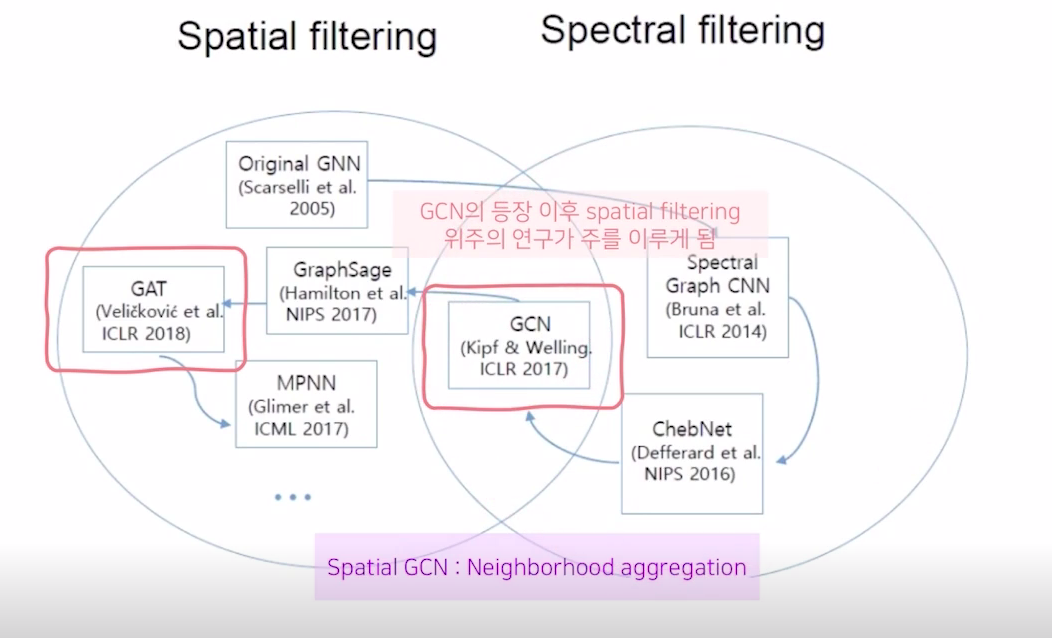 Spatial filtering
Spectral filtering
Original GNN
(Scarselli et al.
2005)
GCN의 등장 이후 spatial filtering
위주의 연구가 주를 이루게 됨
GAT
(Veličković et al.
ICLR 2018)
GraphSage
(Hamilton et al.
NIPS 2017)
GCN
(Kipf & Welling.
ICLR 2017)
Spectral
Graph CNN
(Bruna et al.
ICLR 2014)
MPNN
(Glimer et al.
ICML 2017)
ChebNet
(Defferard et al.
NIPS 2016)
...
Spatial GCN : Neighborhood aggregation